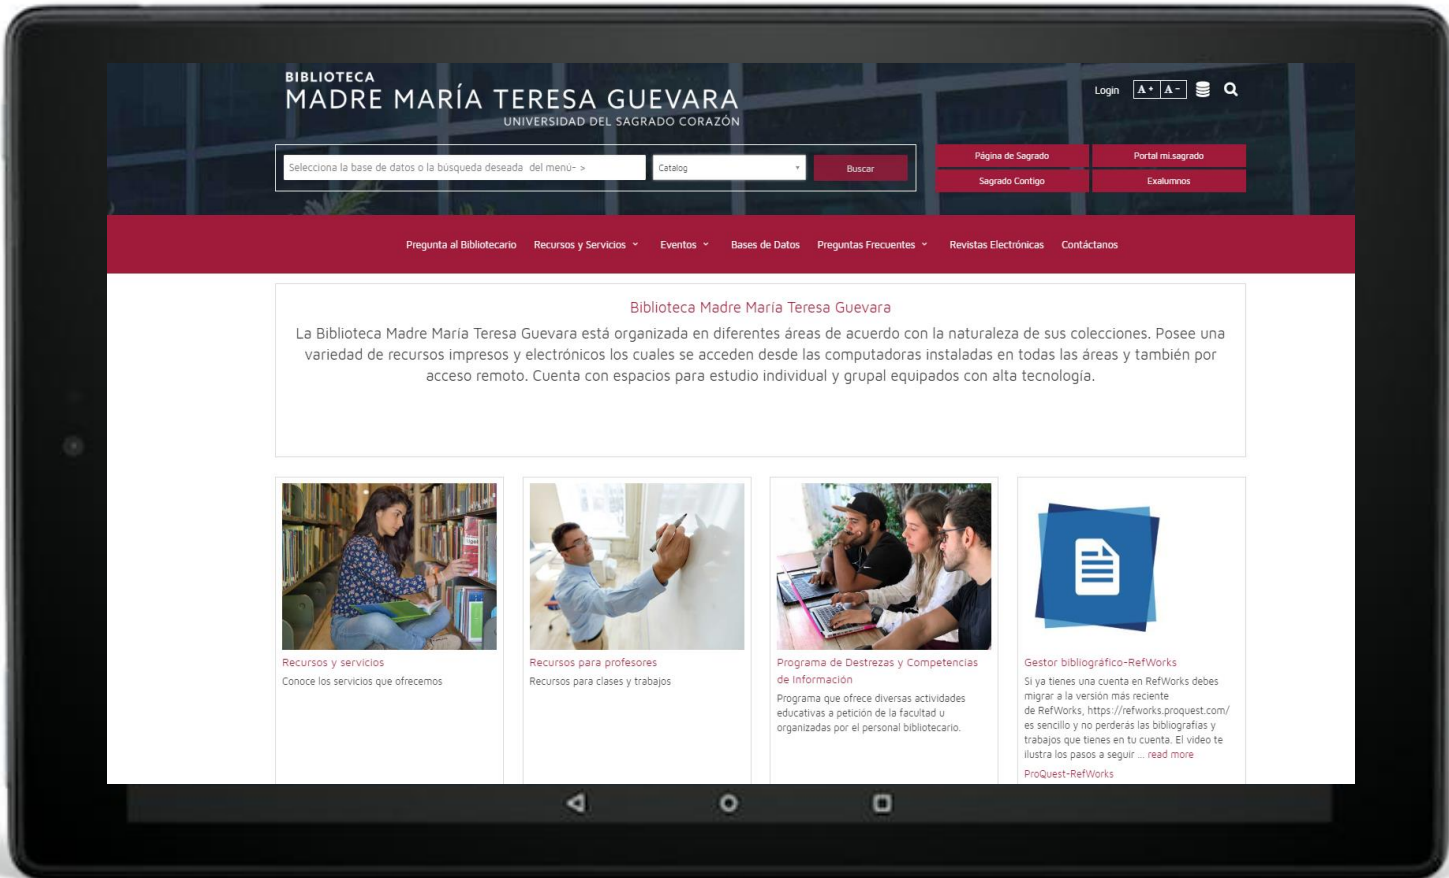 BIBLIOTECA
MADRE MARÍA TERESA GUEVARA
UNIVERSIDAD DEL SAGRADO CORAZÓN
Login A+ A-
Selecciona la base de datos o la búsqueda deseada del menú- >
Catalog
Buscar
Página de Sagrado
Portal mi.sagrado
Sagrado Contigo
Exalumnos
Pregunta al Bibliotecario Recursos y Servicios Eventos Bases de Datos Preguntas Frecuentes Revistas Electrónicas Contáctanos
Biblioteca Madre María Teresa Guevara
La Biblioteca Madre María Teresa Guevara está organizada en diferentes áreas de acuerdo con la naturaleza de sus colecciones. Posee una
variedad de recursos impresos y electrónicos los cuales se acceden desde las computadoras instaladas en todas las áreas y también por
acceso remoto. Cuenta con espacios para estudio individual y grupal equipados con alta tecnología.
Recursos y servicios
Conoce los servicios que ofrecemos
Recursos para profesores
Recursos para clases y trabajos
Programa de Destrezas y Competencias
de Información
Programa que ofrece diversas actividades
educativas a petición de la facultad u
organizadas por el personal bibliotecario.
Gestor bibliográfico-RefWorks
Si ya tienes una cuenta en RefWorks debes
migrar a la versión más reciente
de RefWorks, https://refworks.proquest.com/
es sencillo y no perderás las bibliografías y
trabajos que tienes en tu cuenta. El video te
ilustra los pasos a seguir ... read more
ProQuest-RefWorks